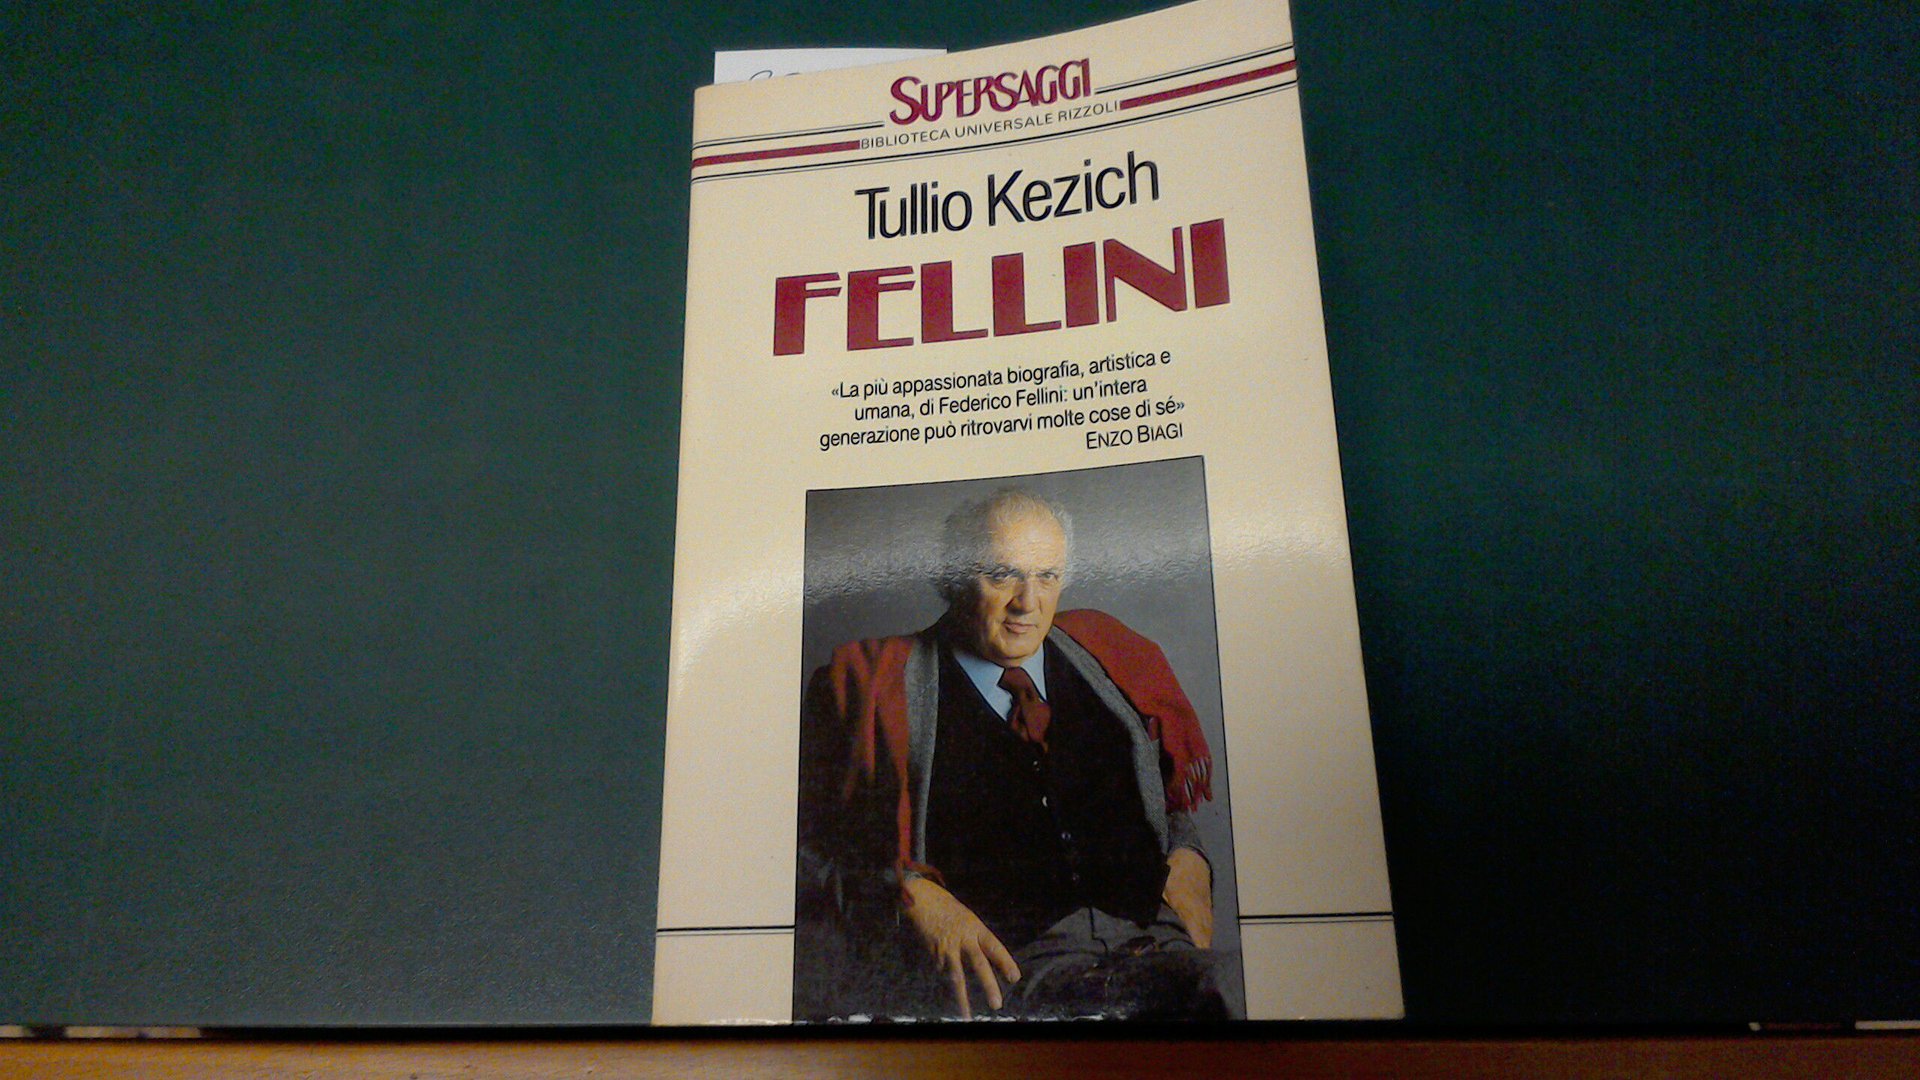 SUPERSAGGI
BIBLIOTECA UNIVERSALE RIZZOLI
Tullio Kezich
FELLINI
«La più appassionata biografia, artistica e
umana, di Federico Fellini: un'intera
generazione può ritrovarvi molte cose di sé»
ENZO BIAGI